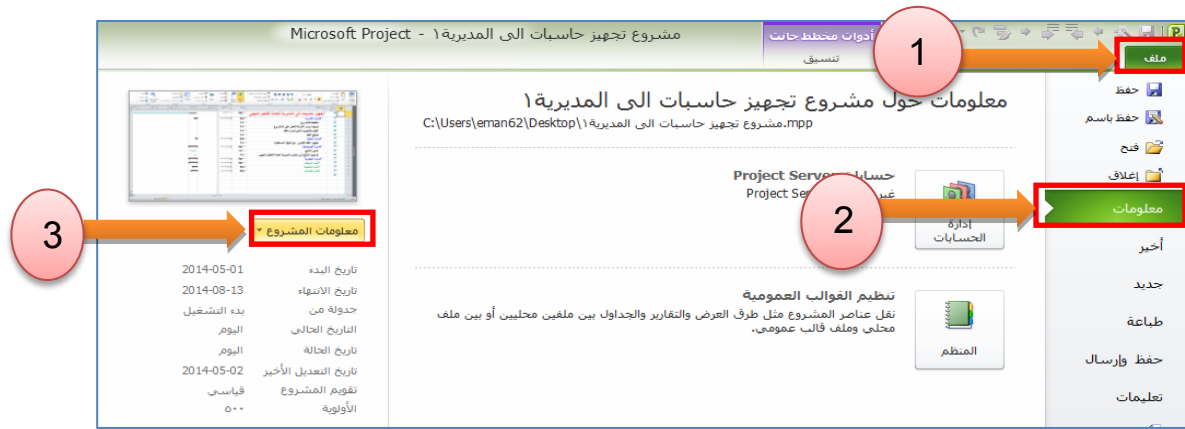 مشروع تجهيز حاسبات الى المديرية١ - Microsoft Project
أدوات مخطط جانت
تنسيق
ملف
1
حفظ
حفظ باسم
فتح
إغلاق
معلومات
2
أخير
جديد
طباعة
حفظ وإرسال
تعليمات
معلومات حول مشروع تجهيز حاسبات الى المديرية١
C:\Users\eman62\Desktop\مشروع تجهيز حاسبات الى المديرية١.mpp
حسابات Project Server
إدارة
الحسابات
تنظيم القوالب العمومية
نقل عناصر المشروع مثل طرق العرض والتقارير والجداول بين ملفين محليين أو بين ملف
محلي وملف قالب عمومي.
المنظم
معلومات المشروع
3
تاريخ البدء 2014-05-01
تاريخ الانتهاء 2014-08-13
جدولة من بدء التشغيل
التاريخ الحالي اليوم
تاريخ الحالة اليوم
تاريخ التعديل الأخير 2014-05-02
تقويم المشروع قياسي
الأولوية ٥٠٠